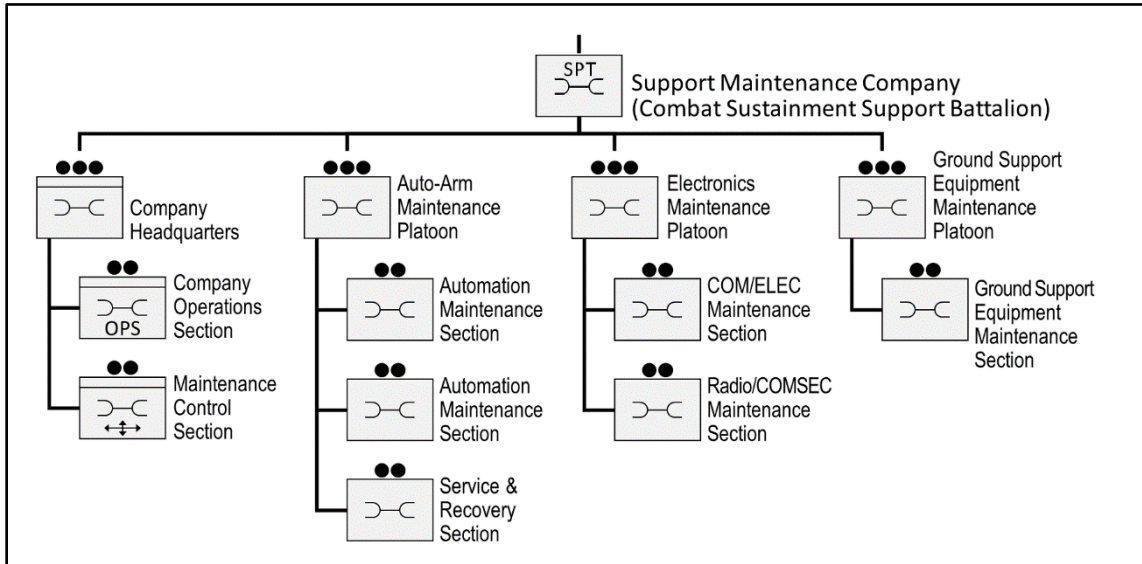 SPT
Support Maintenance Company
(Combat Sustainment Support Battalion)
Company
Headquarters
Auto-Arm
Maintenance
Platoon
Electronics
Maintenance
Platoon
Ground Support
Equipment
Maintenance
Platoon
OPS
Company
Operations
Section
Automation
Maintenance
Section
COM/ELEC
Maintenance
Section
Ground Support
Equipment
Maintenance
Section
Maintenance
Control
Section
Automation
Maintenance
Section
Radio/COMSEC
Maintenance
Section
Service &
Recovery
Section